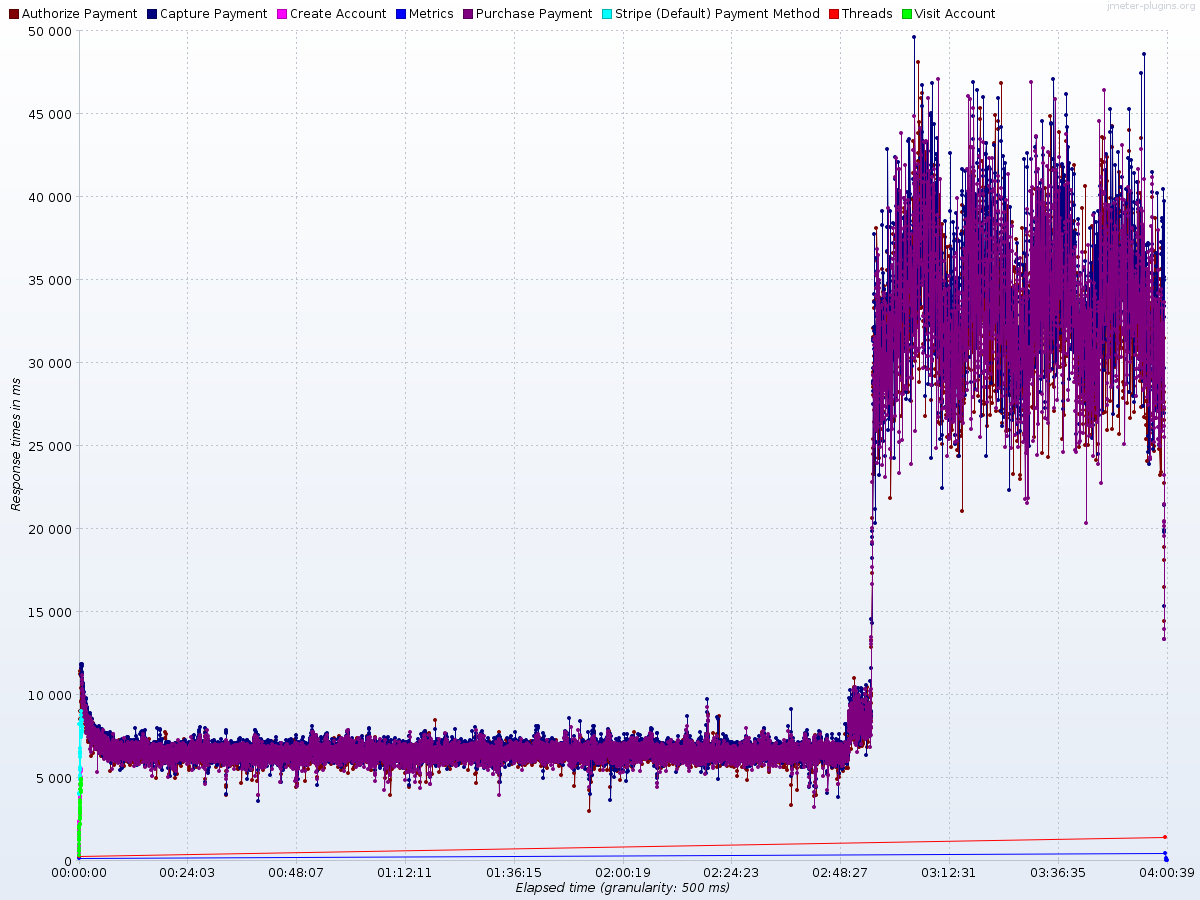 Authorize Payment Capture Payment Create Account Metrics Purchase Payment Stripe (Default) Payment Method Threads Visit Account
jmeter-plugins.org
50 000
45 000
40 000
35 000
30 000
25 000
20 000
15 000
10 000
5 000
0
Response times in ms
00:00:00 00:24:03 00:48:07 01:12:11 01:36:15 02:00:19 02:24:23 02:48:27 03:12:31 03:36:35 04:00:39
Elapsed time (granularity: 500 ms)